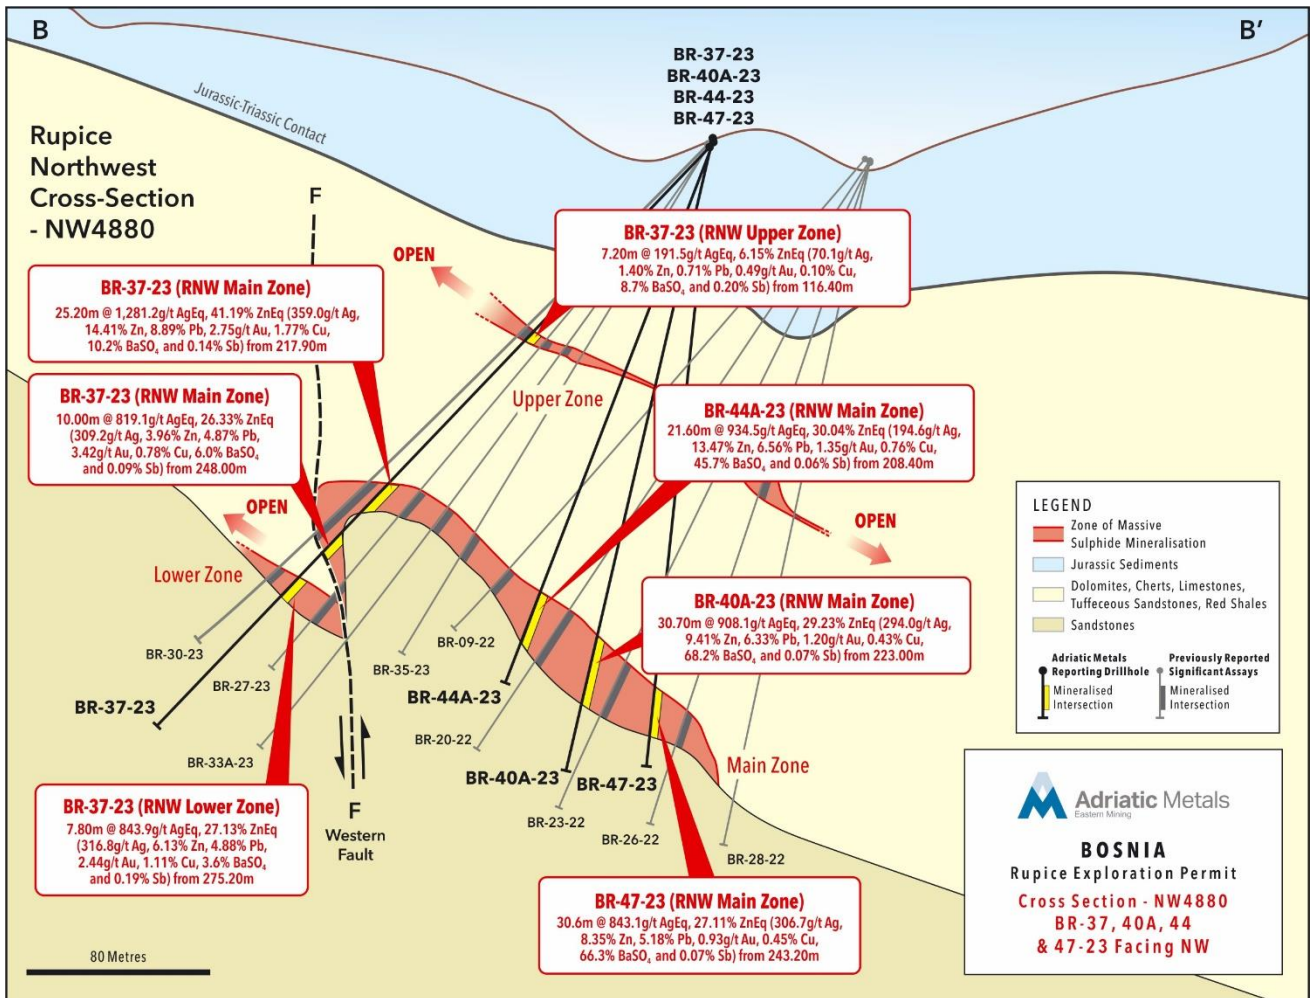 B
B′
BR-37-23
BR-40A-23
BR-44-23
BR-47-23
Jurassic-Triassic Contact
Rupice
Northwest
Cross-Section
- NW4880
F
OPEN
BR-37-23 (RNW Upper Zone)
7.20m @ 191.5g/t AgEq, 6.15% ZnEq (70.1g/t Ag,
1.40% Zn, 0.71% Pb, 0.49g/t Au, 0.10% Cu,
8.7% BaSO₄ and 0.20% Sb) from 116.40m
BR-37-23 (RNW Main Zone)
25.20m @ 1,281.2g/t AgEq, 41.19% ZnEq (359.0g/t Ag,
14.41% Zn, 8.89% Pb, 2.75g/t Au, 1.77% Cu,
10.2% BaSO₄ and 0.14% Sb) from 217.90m
BR-37-23 (RNW Main Zone)
10.00m @ 819.1g/t AgEq, 26.33% ZnEq
(309.2g/t Ag, 3.96% Zn, 4.87% Pb,
3.42g/t Au, 0.78% Cu, 6.0% BaSO₄
and 0.09% Sb) from 248.00m
Upper Zone
BR-44A-23 (RNW Main Zone)
21.60m @ 934.5g/t AgEq, 30.04% ZnEq (194.6g/t Ag,
13.47% Zn, 6.56% Pb, 1.35g/t Au, 0.76% Cu,
45.7% BaSO₄ and 0.06% Sb) from 208.40m
OPEN
OPEN
Lower Zone
BR-40A-23 (RNW Main Zone)
30.70m @ 908.1g/t AgEq, 29.23% ZnEq (294.0g/t Ag,
9.41% Zn, 6.33% Pb, 1.20g/t Au, 0.43% Cu,
68.2% BaSO₄ and 0.07% Sb) from 223.00m
BR-30-23
BR-27-23
BR-35-23
BR-09-22
BR-37-23
BR-44A-23
BR-33A-23
BR-20-22
BR-40A-23
BR-47-23
Main Zone
BR-23-22
BR-26-22
BR-28-22
F
Western
Fault
BR-37-23 (RNW Lower Zone)
7.80m @ 843.9g/t AgEq, 27.13% ZnEq
(316.8g/t Ag, 6.13% Zn, 4.88% Pb,
2.44g/t Au, 1.11% Cu, 3.6% BaSO₄
and 0.19% Sb) from 275.20m
BR-47-23 (RNW Main Zone)
30.6m @ 843.1g/t AgEq, 27.11% ZnEq (306.7g/t Ag,
8.35% Zn, 5.18% Pb, 0.93g/t Au, 0.45% Cu,
66.3% BaSO₄ and 0.07% Sb) from 243.20m
80 Metres
LEGEND
Zone of Massive
Sulphide Mineralisation
Jurassic Sediments
Dolomites, Cherts, Limestones,
Tuffeceous Sandstones, Red Shales
Sandstones
Adriatic Metals
Reporting Drillhole
Mineralised
Intersection
Previously Reported
Significant Assays
Mineralised
Intersection
Adriatic Metals
Eastern Mining
BOSNIA
Rupice Exploration Permit
Cross Section - NW4880
BR-37, 40A, 44
& 47-23 Facing NW